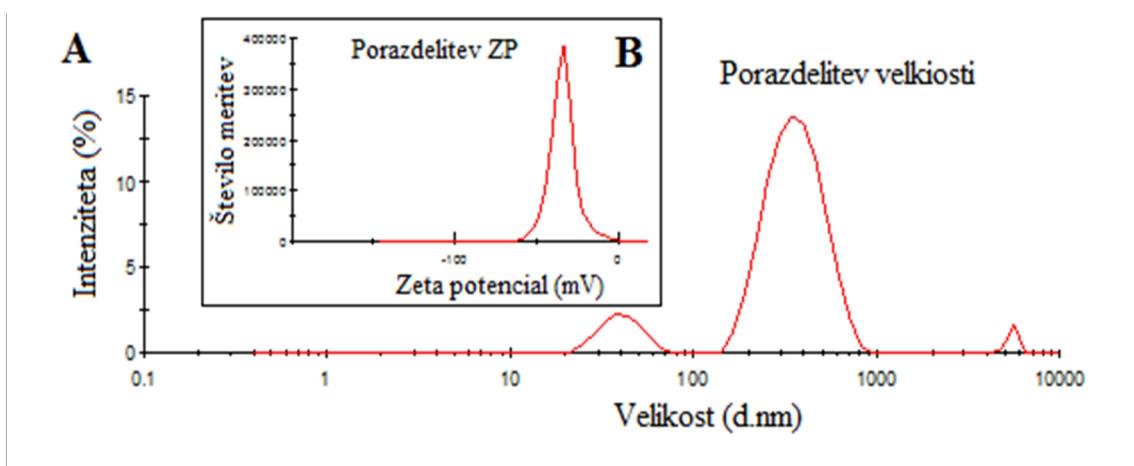 A
Porazdelitev ZP
B
Število meritev
400000
300000
200000
100000
0
-100
0
Zeta potencial (mV)
Porazdelitev velkiosti
Intenziteta (%)
15
10
5
0
0.1
1
10
100
1000
10000
Velikost (d.nm)